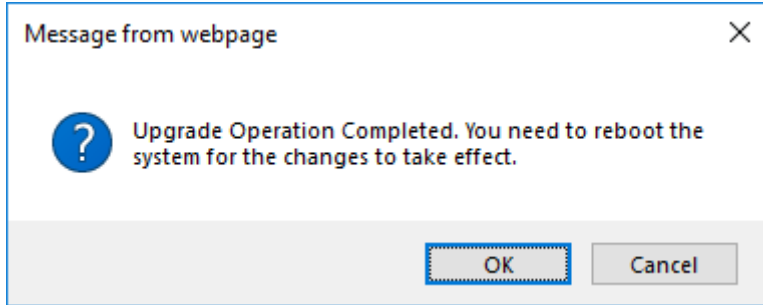 Message from webpage
?
Upgrade Operation Completed. You need to reboot the
system for the changes to take effect.
OK
Cancel